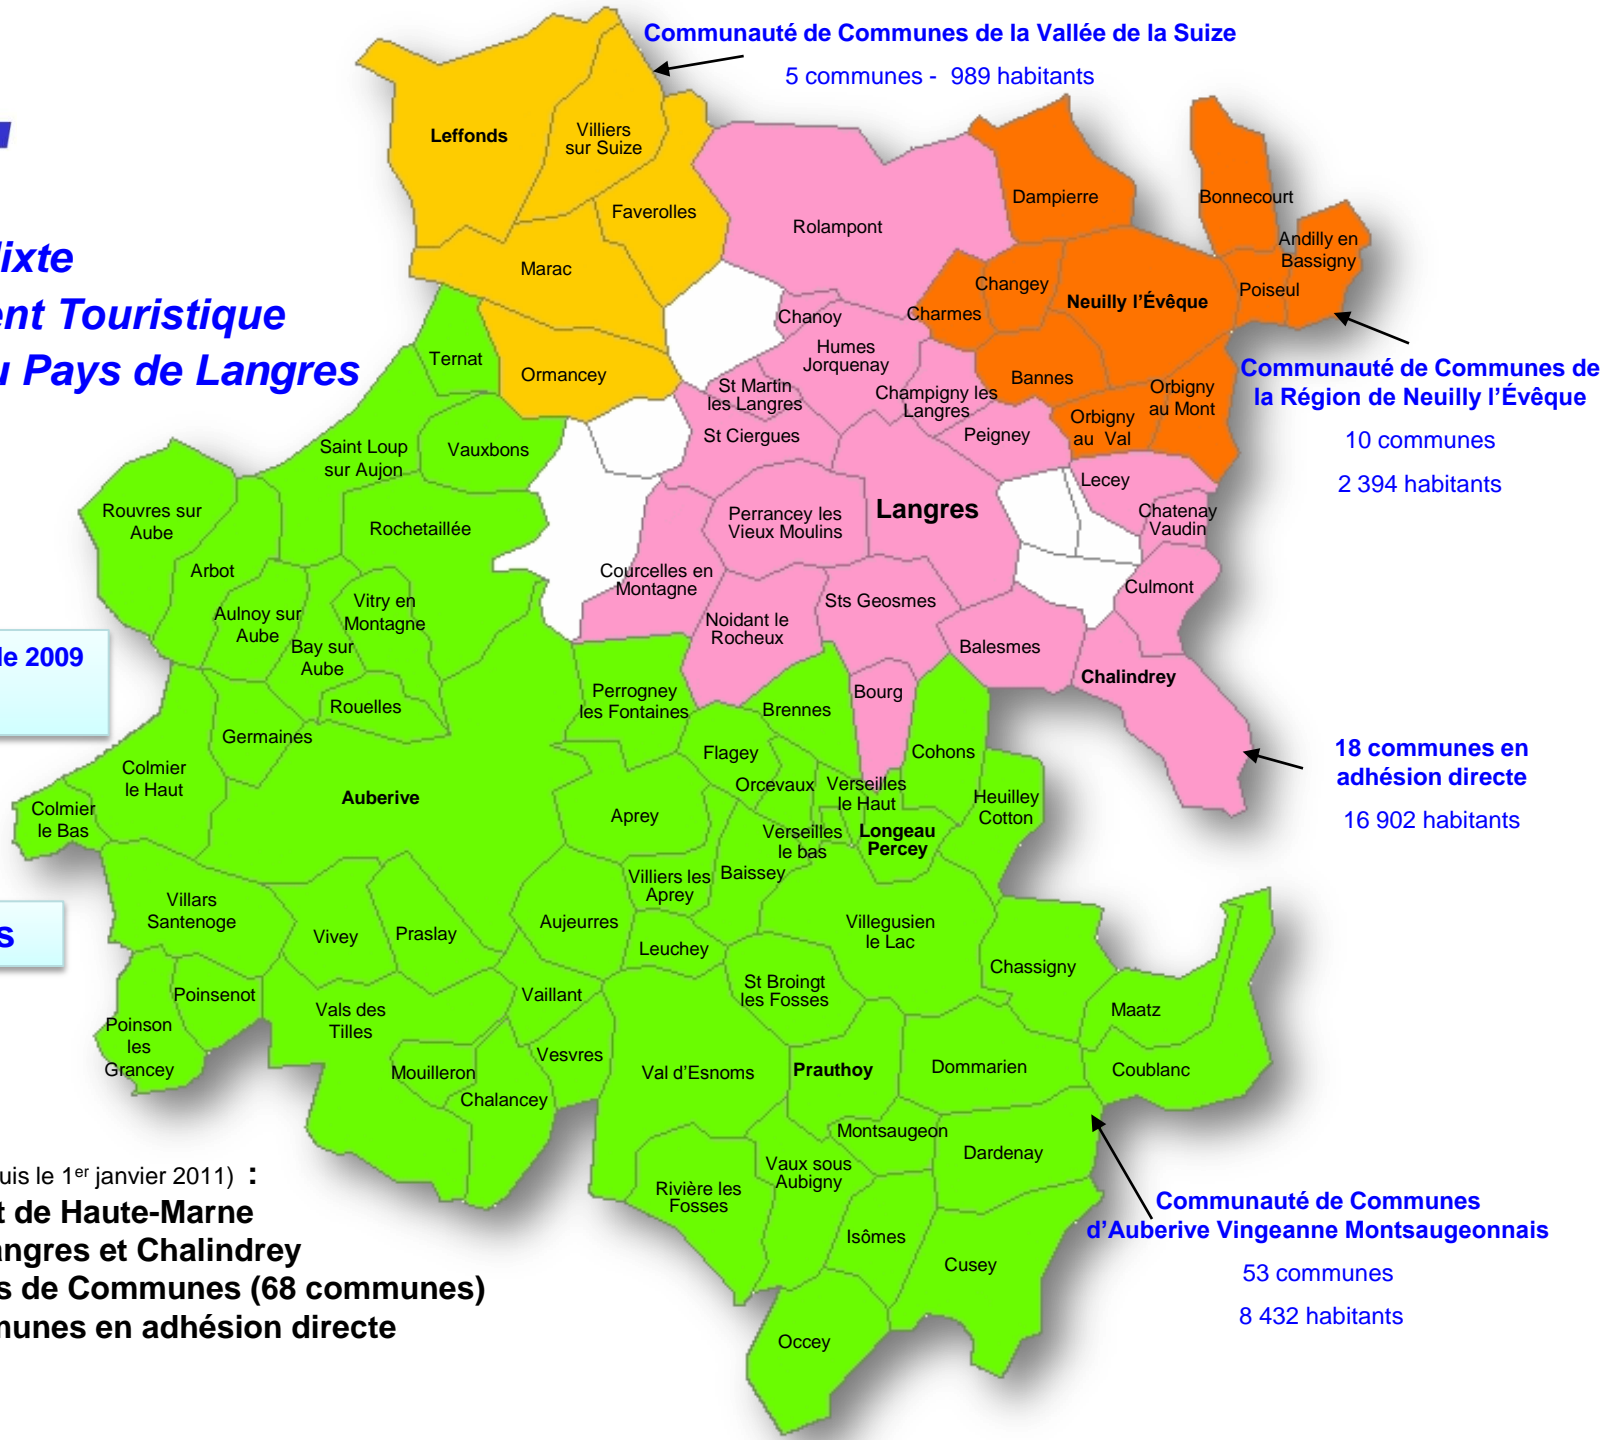 Communauté de Communes de la Vallée de la Suize
5 communes - 989 habitants
Leffonds
Villiers
sur Suize
Faverolles
Marac
Ormancey
Rolampont
Dampierre
Bonnecourt
Andilly en
Bassigny
Changey
Neuilly l'Évêque
Poiseul
Charmes
Bannes
Orbigny
au Mont
Orbigny
au Val
Communauté de Communes de
la Région de Neuilly l'Évêque
10 communes
2 394 habitants
ent Touristique
Pays de Langres
Chanoy
Humes
Jorquenay
St Martin
les Langres
Champigny les
Langres
St Ciergues
Peigney
Lecey
Chatenay
Vaudin
Langres
Perrancey les
Vieux Moulins
Courcelles en
Montagne
Noidant le
Rocheux
Sts Geosmes
Balesmes
Culmont
Chalindrey
Bourg
18 communes en
adhésion directe
16 902 habitants
Ternat
Saint Loup
sur Aujon
Vauxbons
Rouvres sur
Aube
Rochetaillée
Arbot
Aulnoy sur
Aube
Vitry en
Montagne
Bay sur
Aube
Rouelles
de 2009
Germaines
Colmier
le Haut
Colmier
le Bas
Auberive
Perrogney
les Fontaines
Brennes
Flagey
Cohons
Orcevaux
Verseilles
le Haut
Heuilley
Cotton
Aprey
Verseilles
le bas
Longeau
Percey
Villiers les
Aprey
Baissey
Villars
Santenoge
Vivey
Praslay
Aujeurres
Leuchey
Villegusien
le Lac
Chassigny
St Broingt
les Fosses
Poinsenot
Poinson
les
Grancey
Vals des
Tilles
Vaillant
Maatz
Vesvres
Mouilleron
Chalancey
Val d'Esnoms
Prauthoy
Dommarien
Coublanc
Montsaugeon
Dardenay
Vaux sous
Aubigny
Rivière les
Fosses
Isômes
Cusey
Occey
Communauté de Communes
d'Auberive Vingeanne Montsaugeonnais
53 communes
8 432 habitants
uis le 1er janvier 2011) :
t de Haute-Marne
angres et Chalindrey
s de Communes (68 communes)
munes en adhésion directe